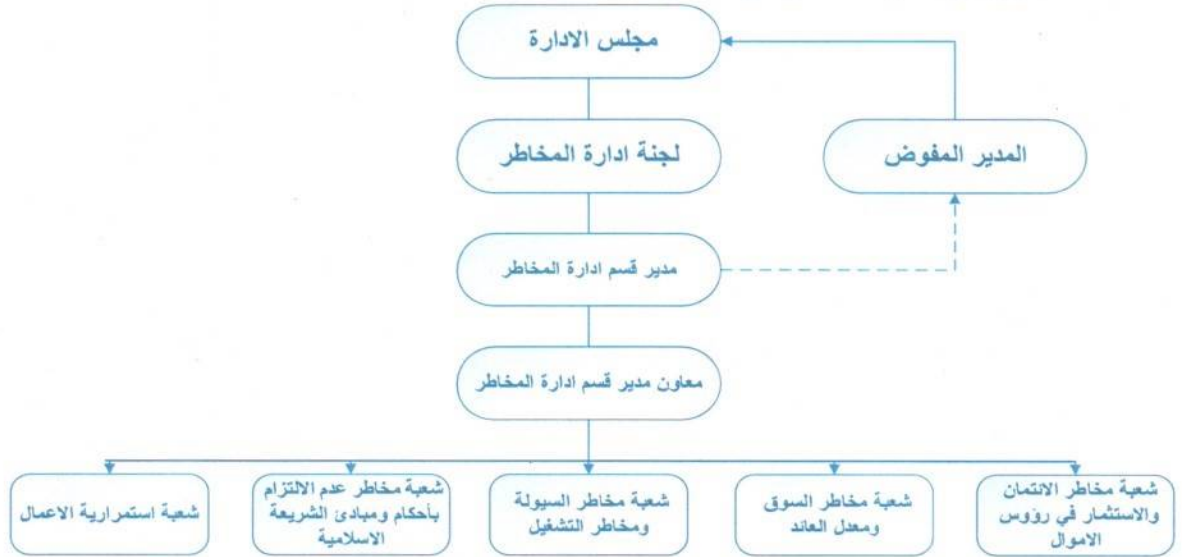 مجلس الادارة
لجنة ادارة المخاطر
المدير المفوض
مدير قسم ادارة المخاطر
معاون مدير قسم ادارة المخاطر
شعبة مخاطر الائتمان
والاستثمار في رؤوس
الاموال
شعبة مخاطر السوق
ومعدل العائد
شعبة مخاطر السيولة
ومخاطر التشغيل
شعبة مخاطر عدم الالتزام
بأحكام ومبادئ الشريعة
الاسلامية
شعبة استمرارية الاعمال